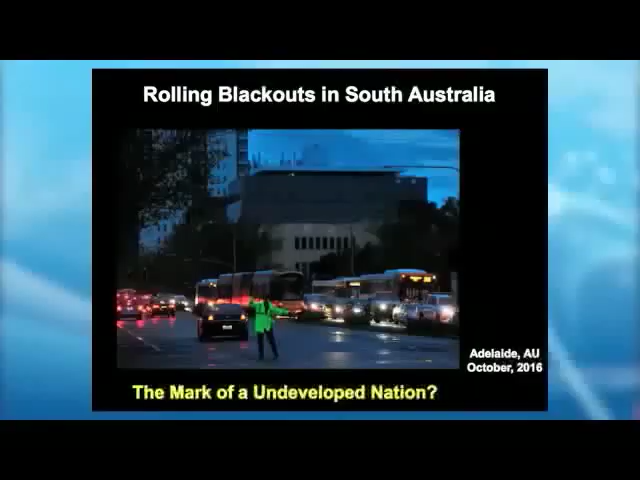 Rolling Blackouts in South Australia
Adelaide, AU
October, 2016
The Mark of a Undeveloped Nation?